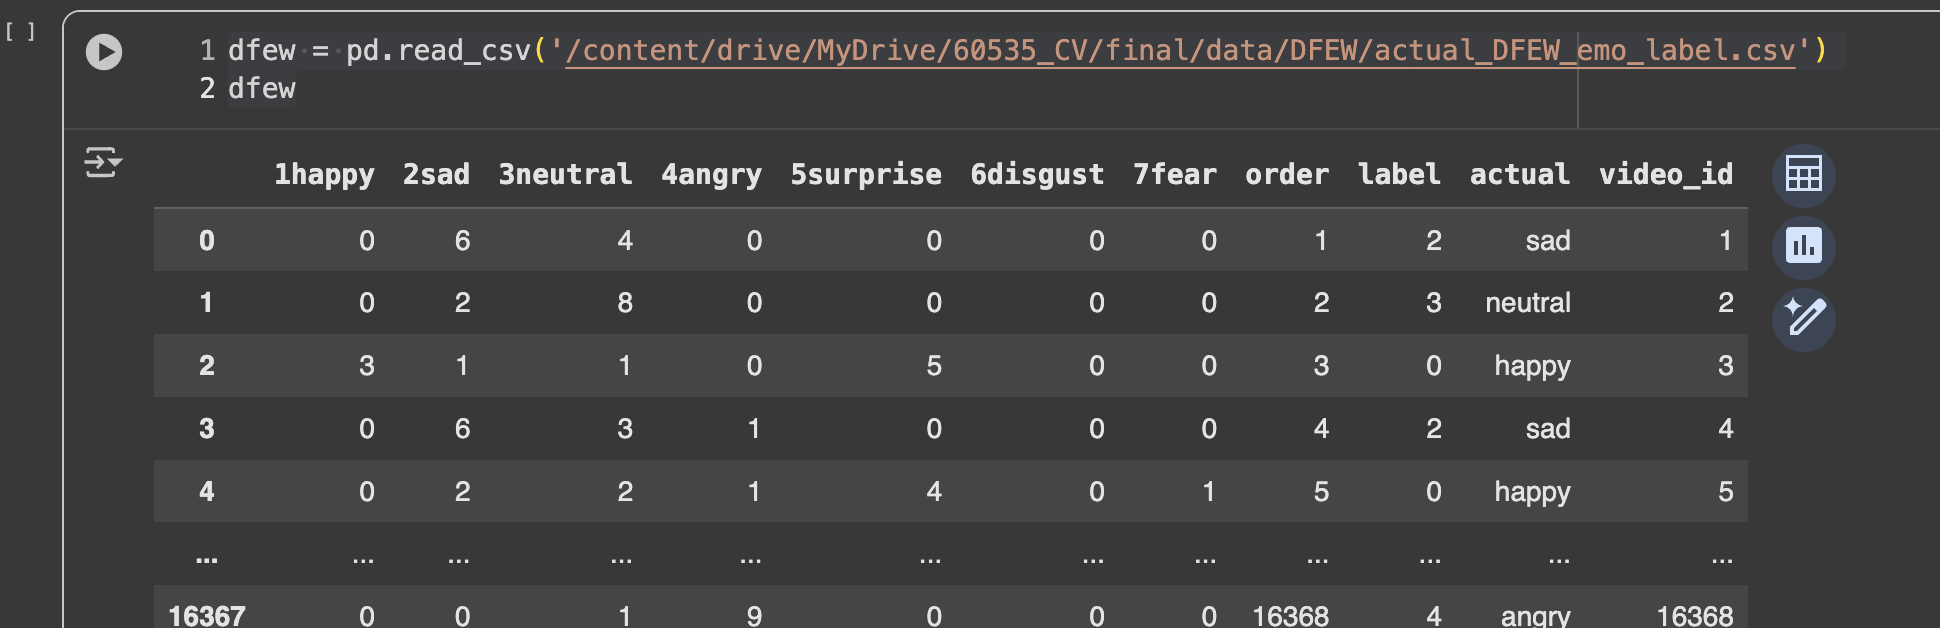 [ ]
1 dfew = pd.read_csv('/content/drive/MyDrive/60535_CV/final/data/DFEW/actual_DFEW_emo_label.csv')
2 dfew
1happy 2sad 3neutral 4angry 5surprise 6disgust 7fear order label actual video_id
0 0 6 4 0 0 0 0 1 2 sad 1
1 0 2 8 0 0 0 0 2 3 neutral 2
2 3 1 1 0 5 0 0 3 0 happy 3
3 0 6 3 1 0 0 0 4 2 sad 4
4 0 2 2 1 4 0 1 5 0 happy 5
... ... ... ... ... ... ... ... ... ... ... ...
16367 0 0 1 9 0 0 0 16368 4 angry 16368